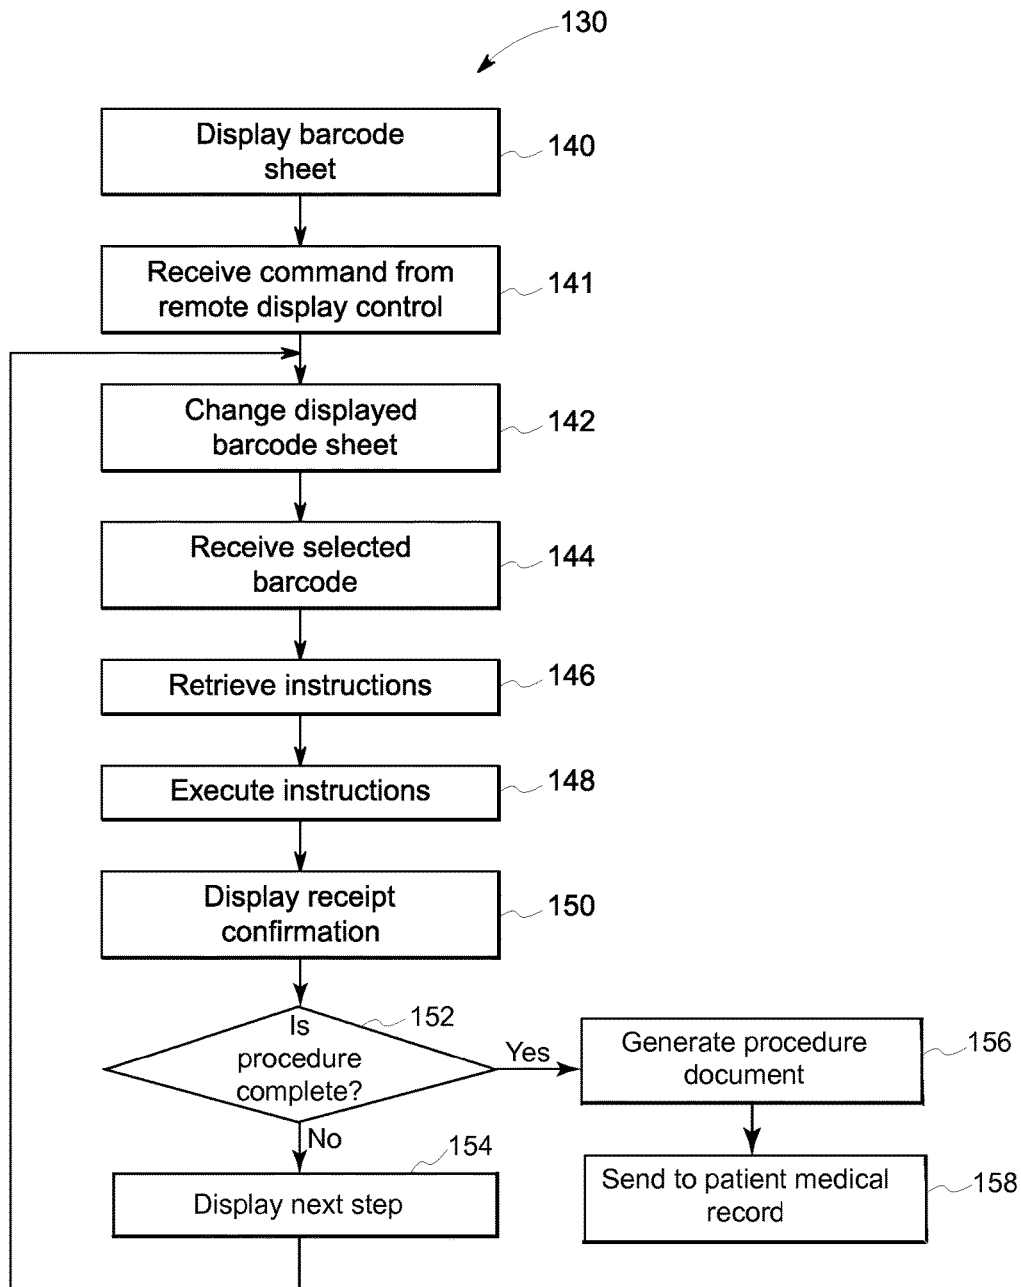 130
Display barcode
sheet
140
Receive command from
remote display control
141
Change displayed
barcode sheet
142
Receive selected
barcode
144
Retrieve instructions
146
Execute instructions
148
Display receipt
confirmation
150
Is
procedure
complete?
152
Yes
Generate procedure
document
156
No
Display next step
154
Send to patient medical
record
158